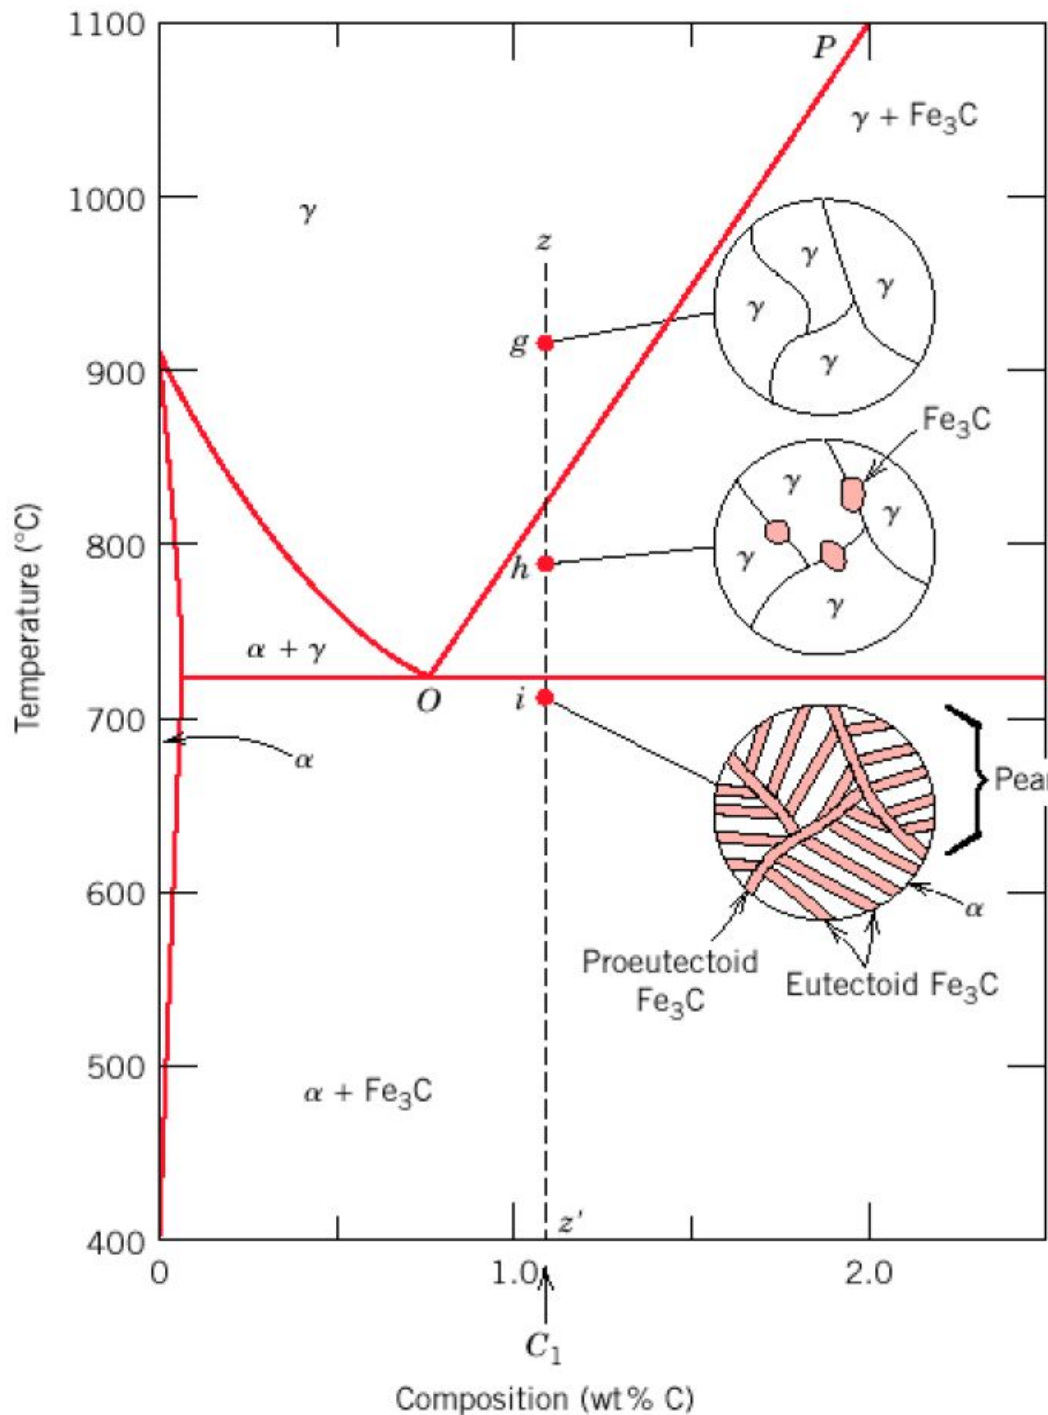 1100
P
γ + Fe₃C
1000
γ
z
γ
γ
γ
g
γ
900
Fe₃C
γ
γ
800
h
γ
γ
Temperature (°C)
α + γ
O
i
700
α
Pear
600
α
Proeutectoid
Fe₃C
Eutectoid Fe₃C
500
α + Fe₃C
z'
400
0
1.0
2.0
C₁
Composition (wt% C)